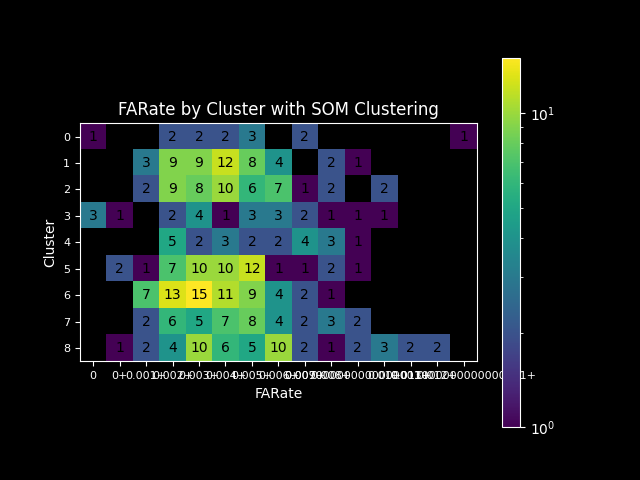 FARate by Cluster with SOM Clustering
0 1 2 2 2 3 2 1
1 3 9 9 12 8 4 2 1
2 2 9 8 10 6 7 1 2 2
3 3 1 2 4 1 3 3 2 1 1 1
4 5 2 3 2 2 4 3 1
5 2 1 7 10 10 12 1 1 2 1
6 7 13 15 11 9 4 2 1
7 2 6 5 7 8 4 2 3 2
8 1 2 4 10 6 5 10 2 1 2 3 2 2
Cluster
0 0+
FARate
10¹
10⁰